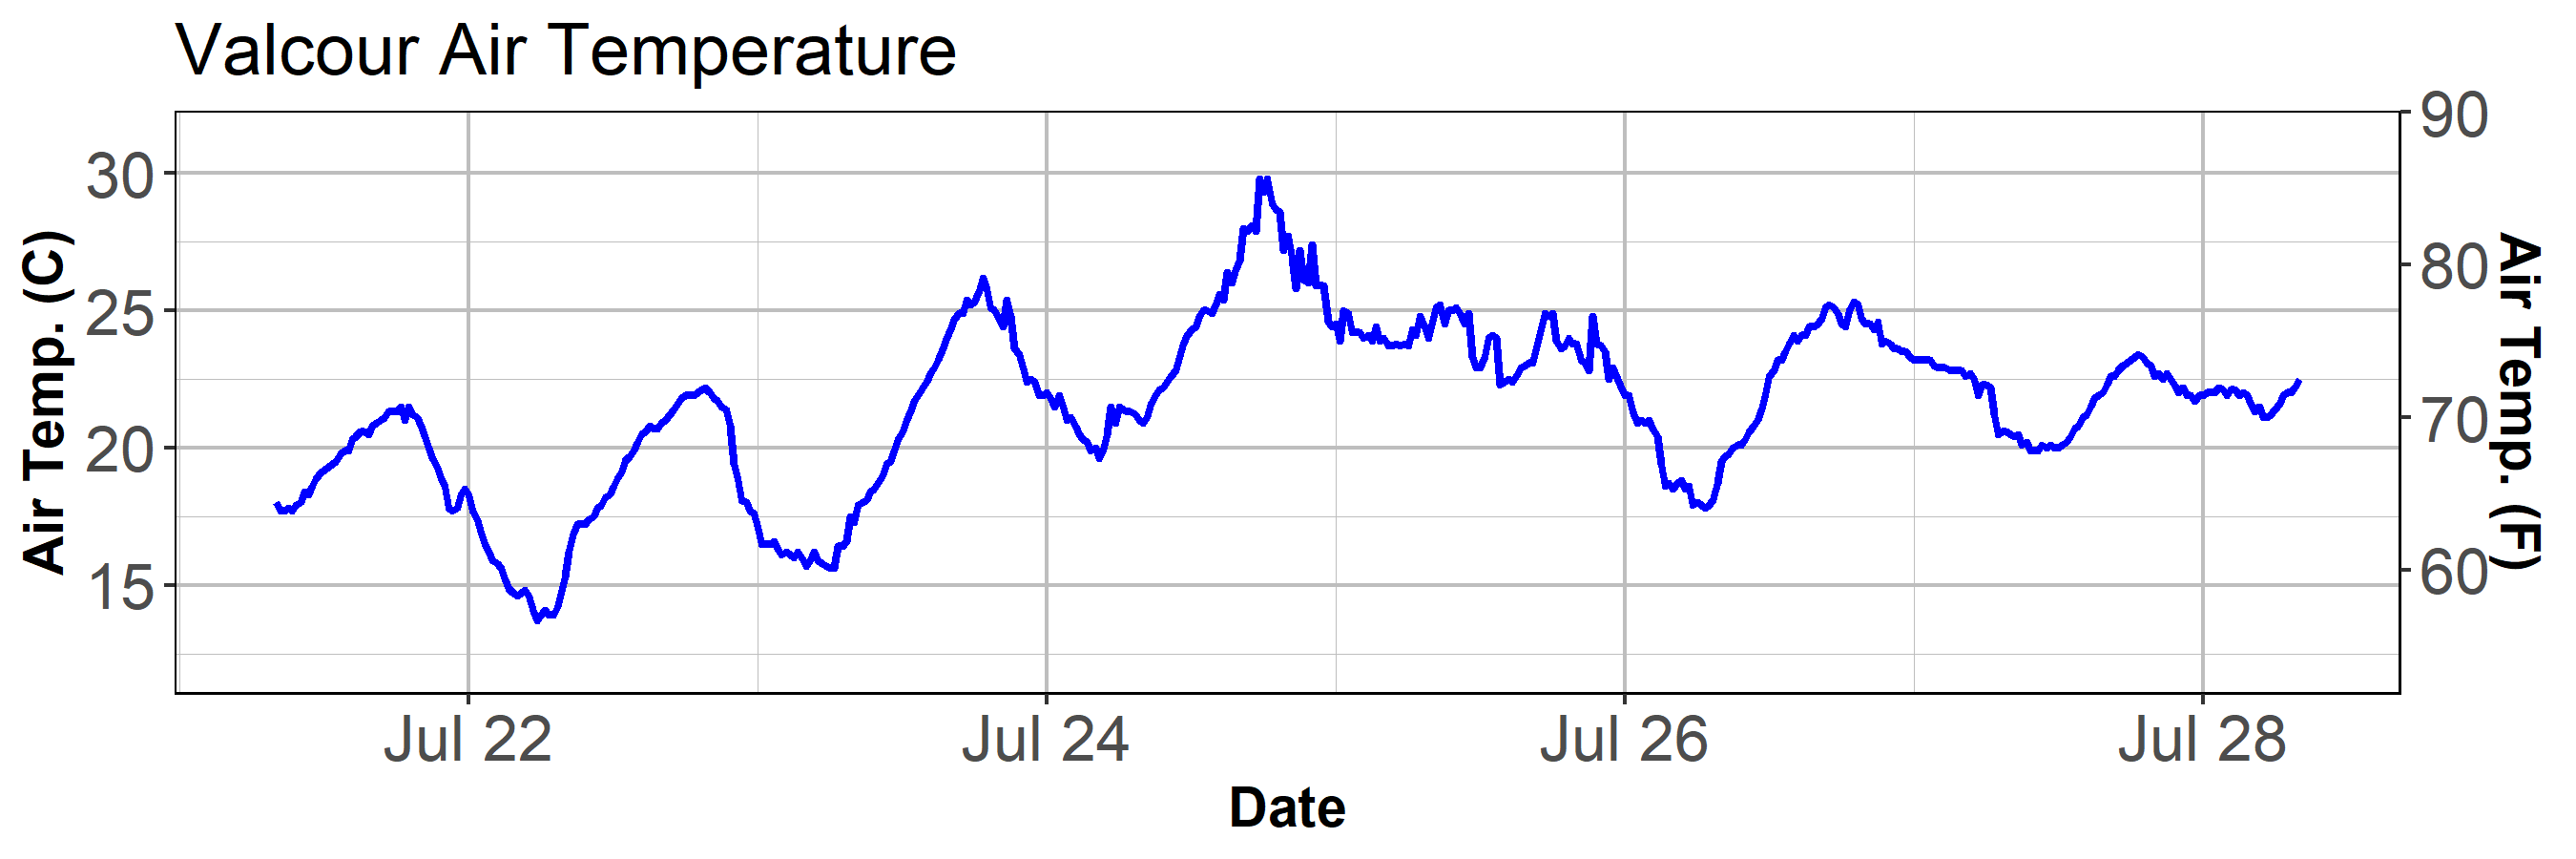 Valcour Air Temperature
Air Temp. (C)
30
25
20
15
90
80
70
60
Air Temp. (F)
Jul 22
Jul 24
Jul 26
Jul 28
Date